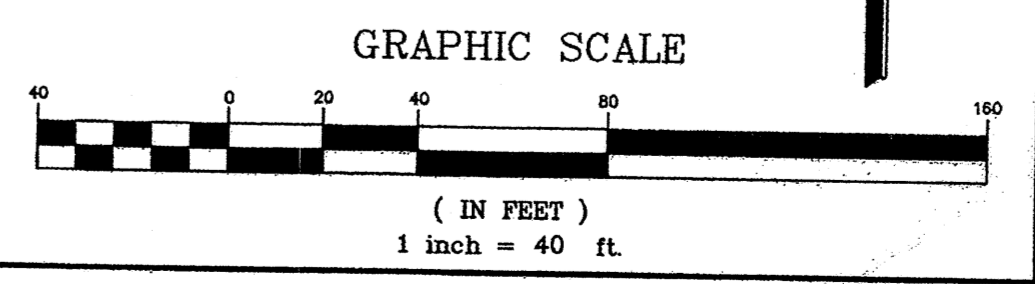 GRAPHIC SCALE
40 0 20 40 80 160
( IN FEET )
1 inch = 40 ft.